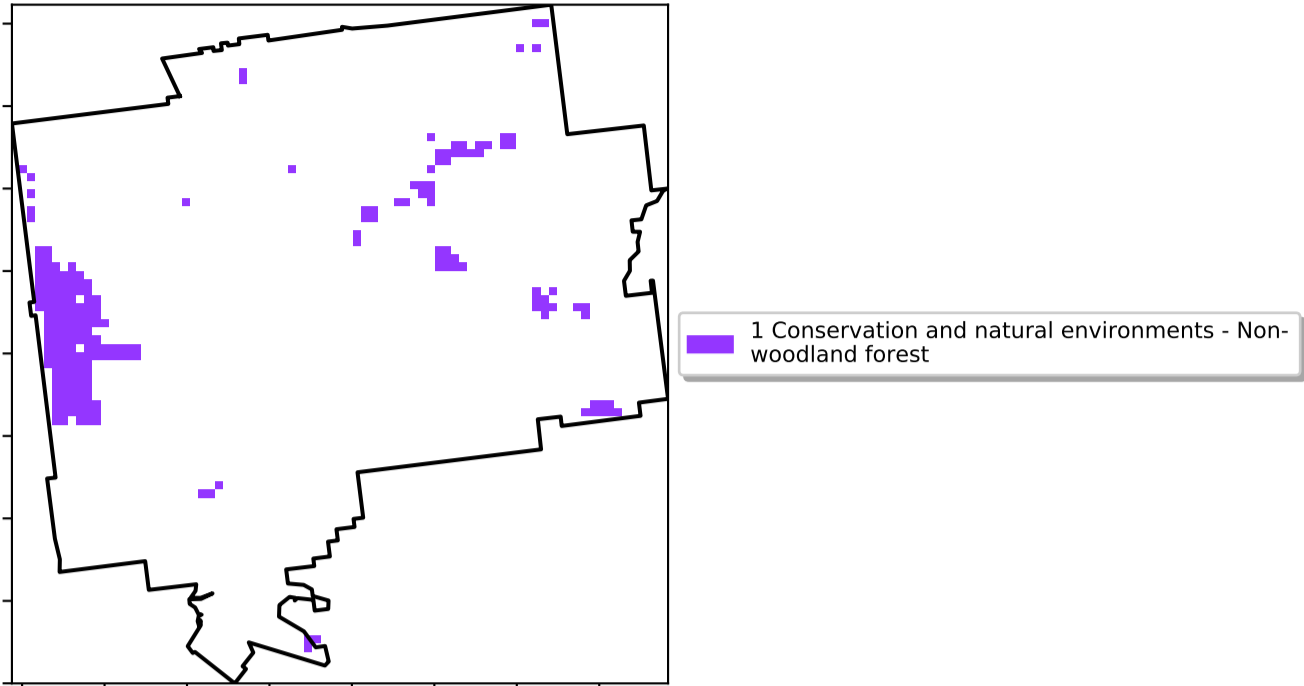 1 Conservation and natural environments - Non-
woodland forest